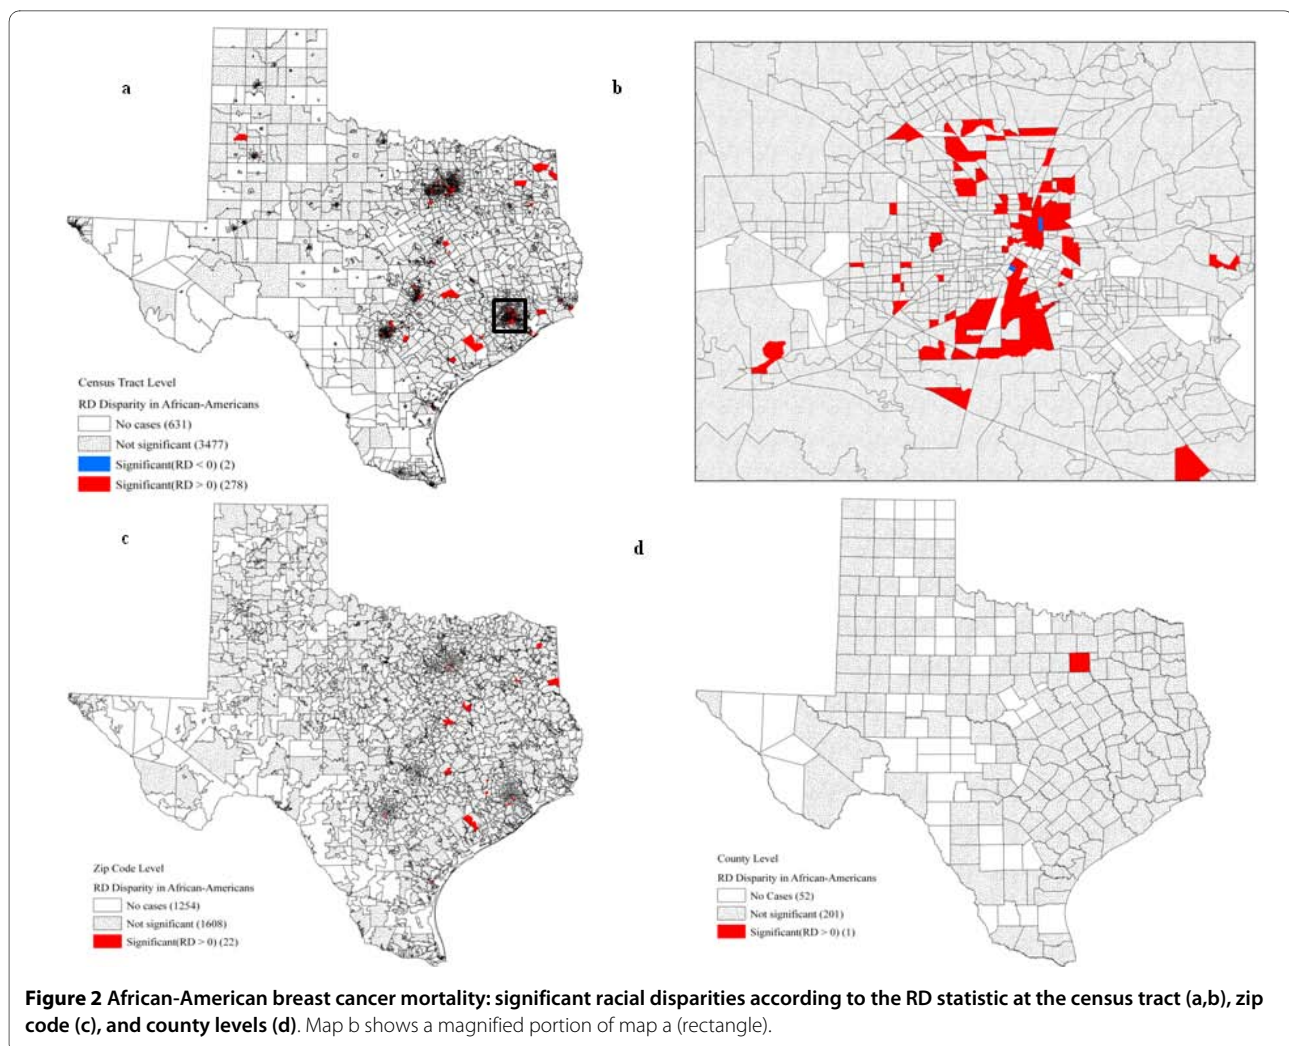 a
b
Census Tract Level
RD Disparity in African-Americans
No cases (631)
Not significant (3477)
Significant(RD < 0) (2)
Significant(RD > 0) (278)
c
d
Zip Code Level
RD Disparity in African-Americans
No cases (1254)
Not significant (1608)
Significant(RD > 0) (22)
County Level
RD Disparity in African-Americans
No Cases (52)
Not significant (201)
Significant(RD > 0) (1)
Figure 2 African-American breast cancer mortality: significant racial disparities according to the RD statistic at the census tract (a,b), zip
code (c), and county levels (d). Map b shows a magnified portion of map a (rectangle).